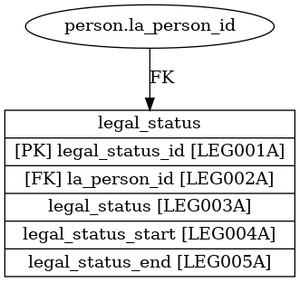 person.la_person_id
FK
legal_status
[PK] legal_status_id [LEG001A]
[FK] la_person_id [LEG002A]
legal_status [LEG003A]
legal_status_start [LEG004A]
legal_status_end [LEG005A]